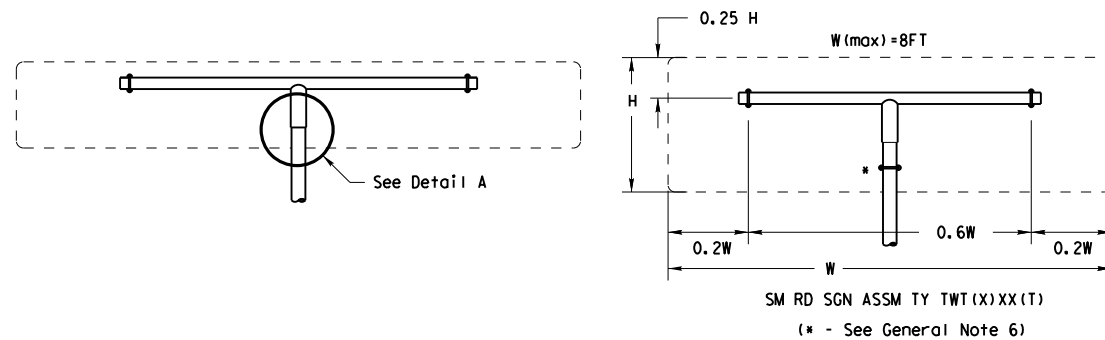 0.25 H
W(max)=8FT
H
See Detail A
*
0.2W
0.6W
0.2W
W
SM RD SGN ASSM TY TWT(X)XX(T)
(* - See General Note 6)